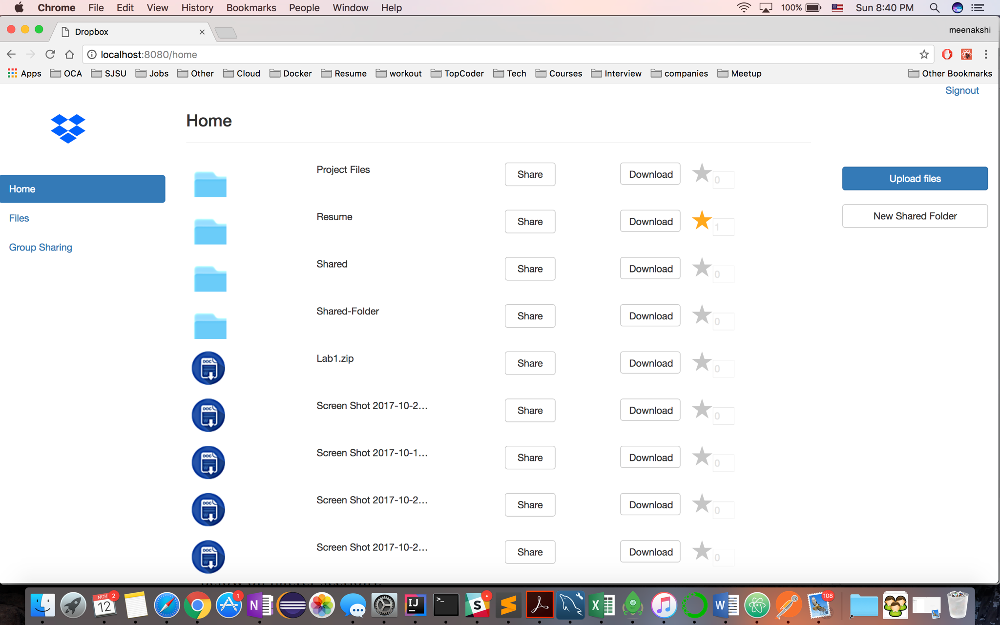 Chrome File Edit View History Bookmarks People Window Help 100% Sun 8:40 PM
Dropbox meenakshi
localhost:8080/home
Apps OCA SJSU Jobs Other Cloud Docker Resume workout TopCoder Tech Courses Interview companies Meetup Other Bookmarks
Signout
Home
Project Files Share Download 0
Upload files
Home
Resume Share Download 1
New Shared Folder
Files
Group Sharing
Shared Share Download 0
Shared-Folder Share Download 0
Lab1.zip Share Download 0
Screen Shot 2017-10-2... Share Download 0
Screen Shot 2017-10-1... Share Download 0
Screen Shot 2017-10-2... Share Download 0
Screen Shot 2017-10-2... Share Download 0
NOV 2 1 108
12 N IJ >_ S X W